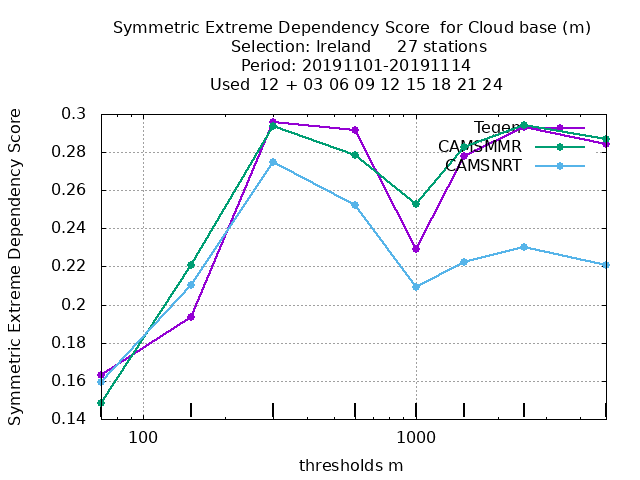 Symmetric Extreme Dependency Score  for Cloud base (m)
Selection: Ireland     27 stations
Period: 20191101-20191114
Used  12 + 03 06 09 12 15 18 21 24
Symmetric Extreme Dependency Score
0.3
0.28
0.26
0.24
0.22
0.2
0.18
0.16
0.14
Tegen
CAMSMMR
CAMSNRT
100
1000
thresholds m